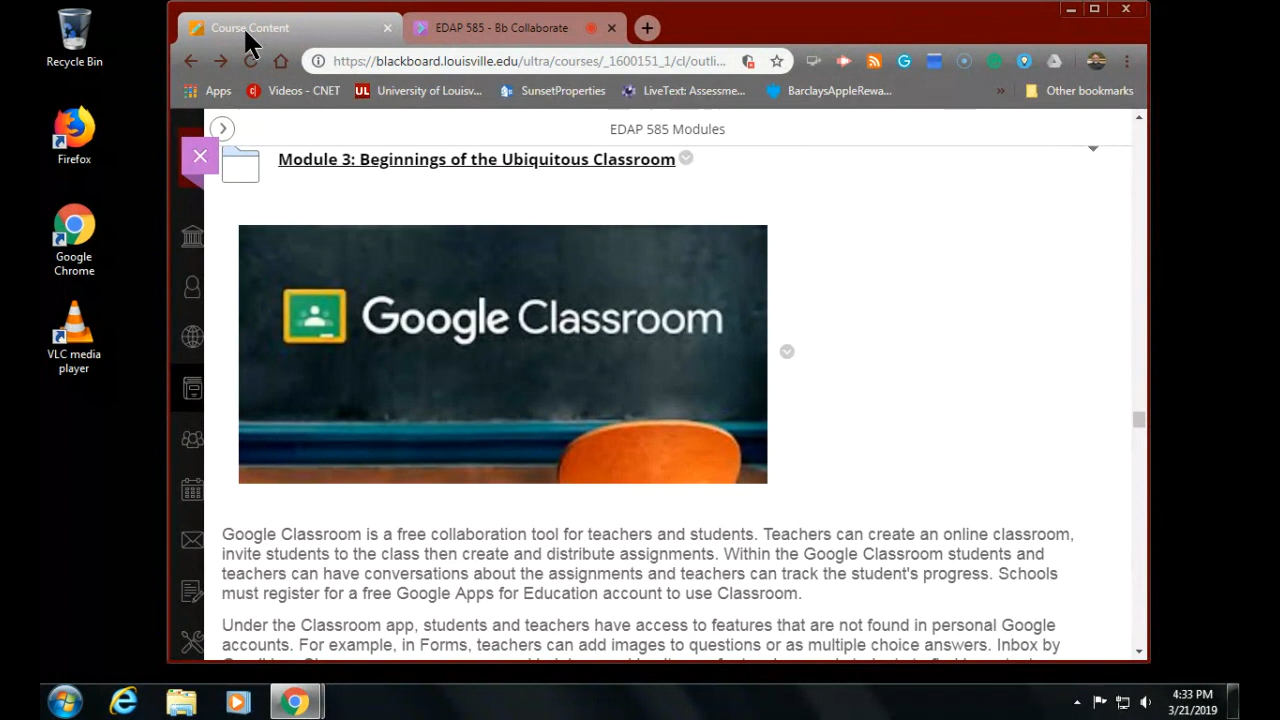 Recycle Bin
Firefox
Google
Chrome
VLC media
player
Course Content
EDAP 585 - Bb Collaborate
https://blackboard.louisville.edu/ultra/courses/_1600151_1/cl/outli...
Apps
Videos - CNET
UL
University of Louisv...
SunsetProperties
LiveText: Assessme...
BarclaysAppleRewa...
»
Other bookmarks
EDAP 585 Modules
Module 3: Beginnings of the Ubiquitous Classroom
Google Classroom
Google Classroom is a free collaboration tool for teachers and students. Teachers can create an online classroom,
invite students to the class then create and distribute assignments. Within the Google Classroom students and
teachers can have conversations about the assignments and teachers can track the student's progress. Schools
must register for a free Google Apps for Education account to use Classroom.
Under the Classroom app, students and teachers have access to features that are not found in personal Google
accounts. For example, in Forms, teachers can add images to questions or as multiple choice answers. Inbox by
4:33 PM
3/21/2019